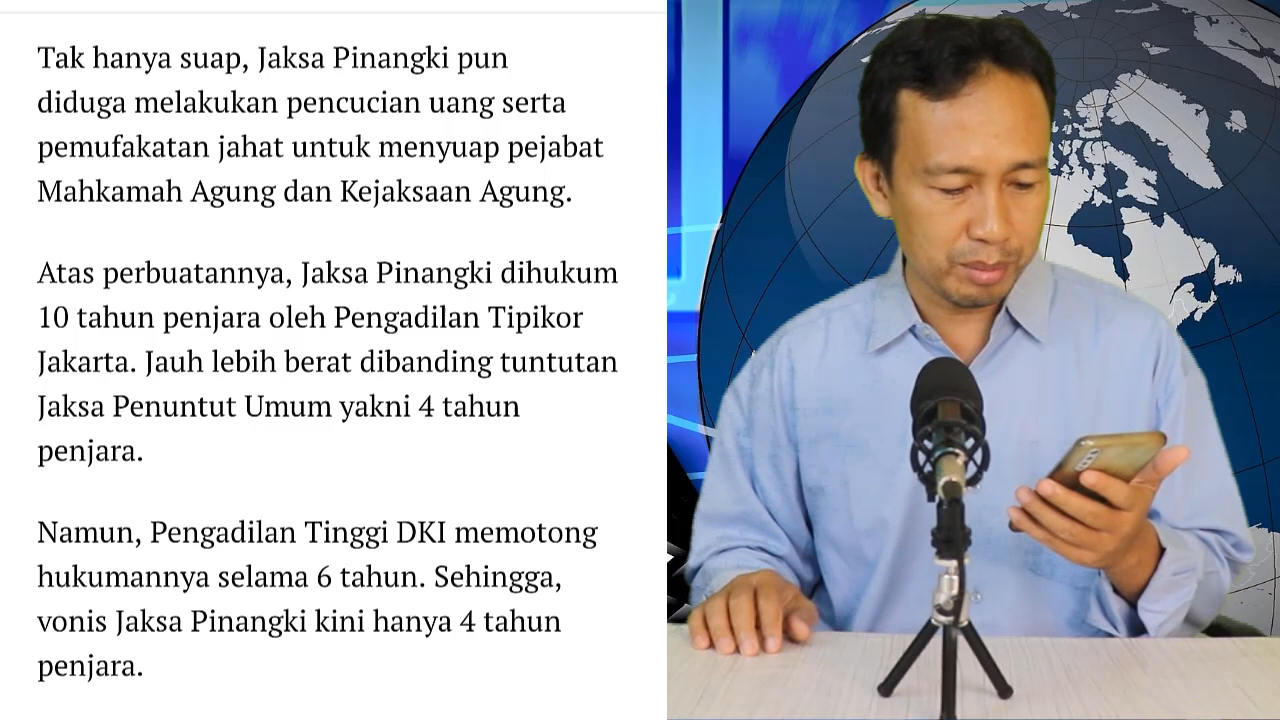 Tak hanya suap, Jaksa Pinangki pun
diduga melakukan pencucian uang serta
pemufakatan jahat untuk menyuap pejabat
Mahkamah Agung dan Kejaksaan Agung.
Atas perbuatannya, Jaksa Pinangki dihukum
10 tahun penjara oleh Pengadilan Tipikor
Jakarta. Jauh lebih berat dibanding tuntutan
Jaksa Penuntut Umum yakni 4 tahun
penjara.
Namun, Pengadilan Tinggi DKI memotong
hukumannya selama 6 tahun. Sehingga,
vonis Jaksa Pinangki kini hanya 4 tahun
penjara.